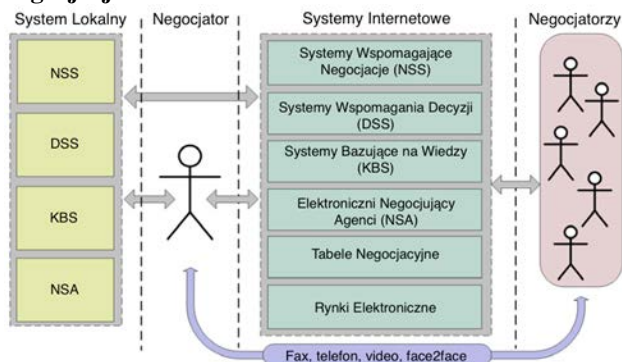 System Lokalny
Negocjator
Systemy Internetowe
Negocjatorzy
NSS
DSS
KBS
NSA
Systemy Wspomagające
Negocjacje (NSS)
Systemy Wspomagania Decyzji
(DSS)
Systemy Bazujące na Wiedzy
(KBS)
Elektroniczni Negocjujący
Agenci (NSA)
Tabele Negocjacyjne
Rynki Elektroniczne
Fax, telefon, video, face2face